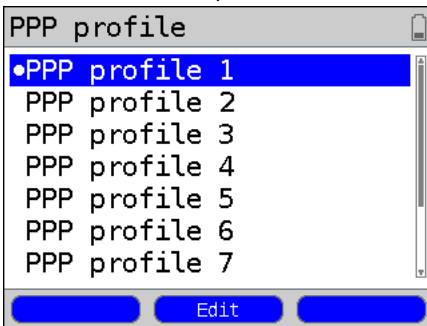 PPP profile
•PPP profile 1
PPP profile 2
PPP profile 3
PPP profile 4
PPP profile 5
PPP profile 6
PPP profile 7
Edit